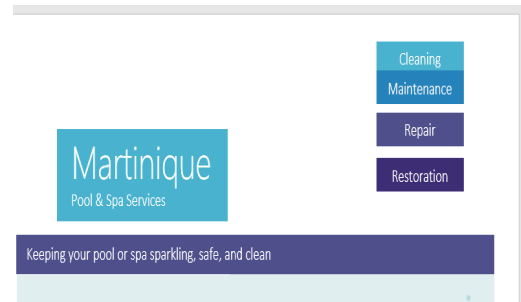 Cleaning
Maintenance
Repair
Restoration
Martinique
Pool & Spa Services
Keeping your pool or spa sparkling, safe, and clean